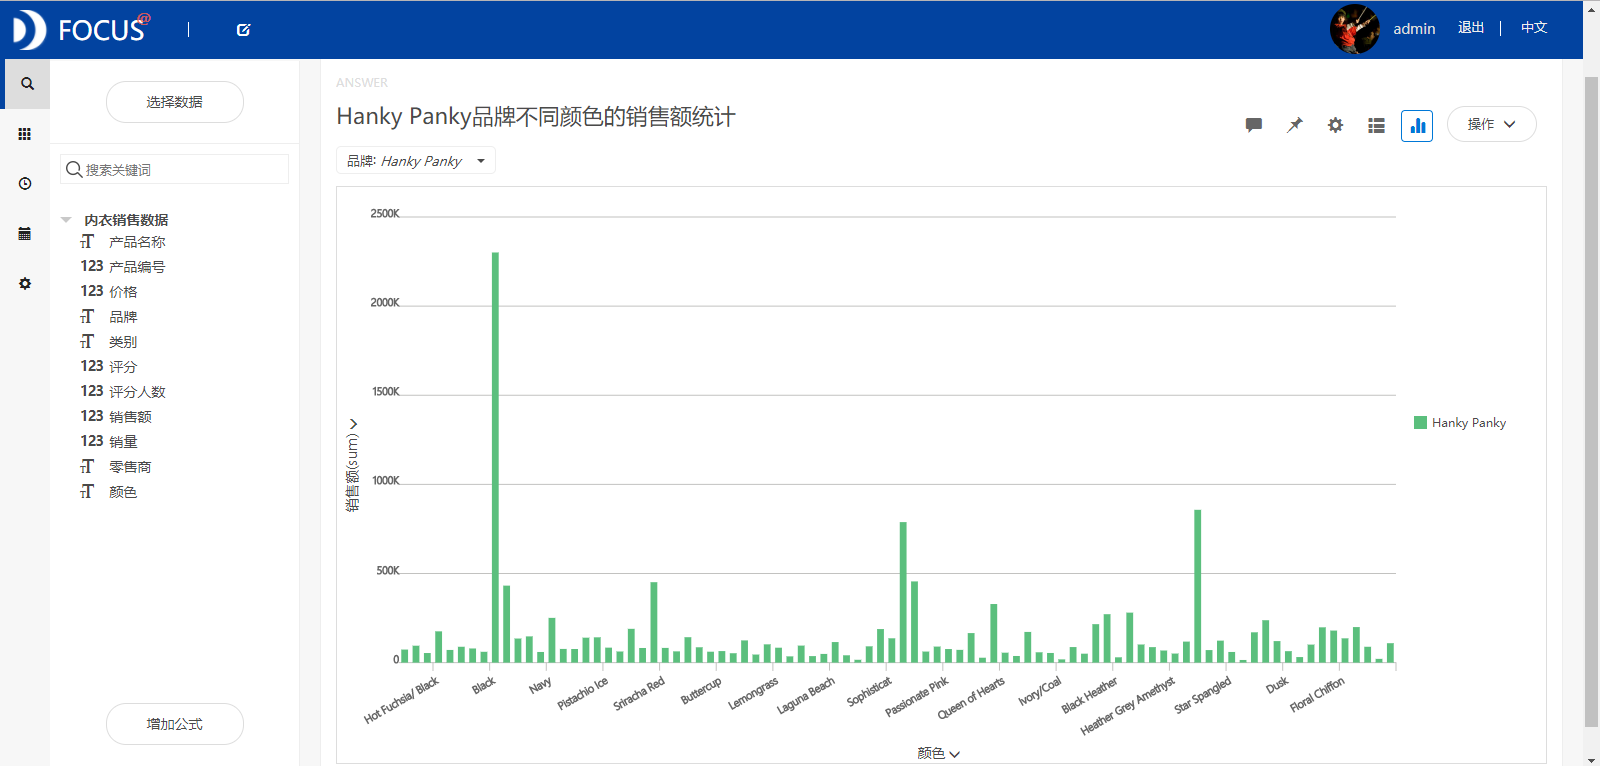 FOCUS@
admin 退出 | 中文
选择数据
搜索关键词
内衣销售数据
产品名称
123 产品编号
123 价格
品牌
类别
123 评分
123 评分人数
123 销售额
123 销量
零售商
颜色
增加公式
ANSWER
Hanky Panky品牌不同颜色的销售额统计
操作
品牌: Hanky Panky
2500K
2000K
1500K
1000K
500K
0
销售额(sum)
Hot Fuchsia/ Black
Black
Navy
Pistachio Ice
Sriracha Red
Buttercup
Lemongrass
Laguna Beach
Sophisticat
Passionate Pink
Queen of Hearts
Ivory/Coal
Black Heather
Heather Grey Amethyst
Star Spangled
Dusk
Floral Chiffon
颜色
Hanky Panky